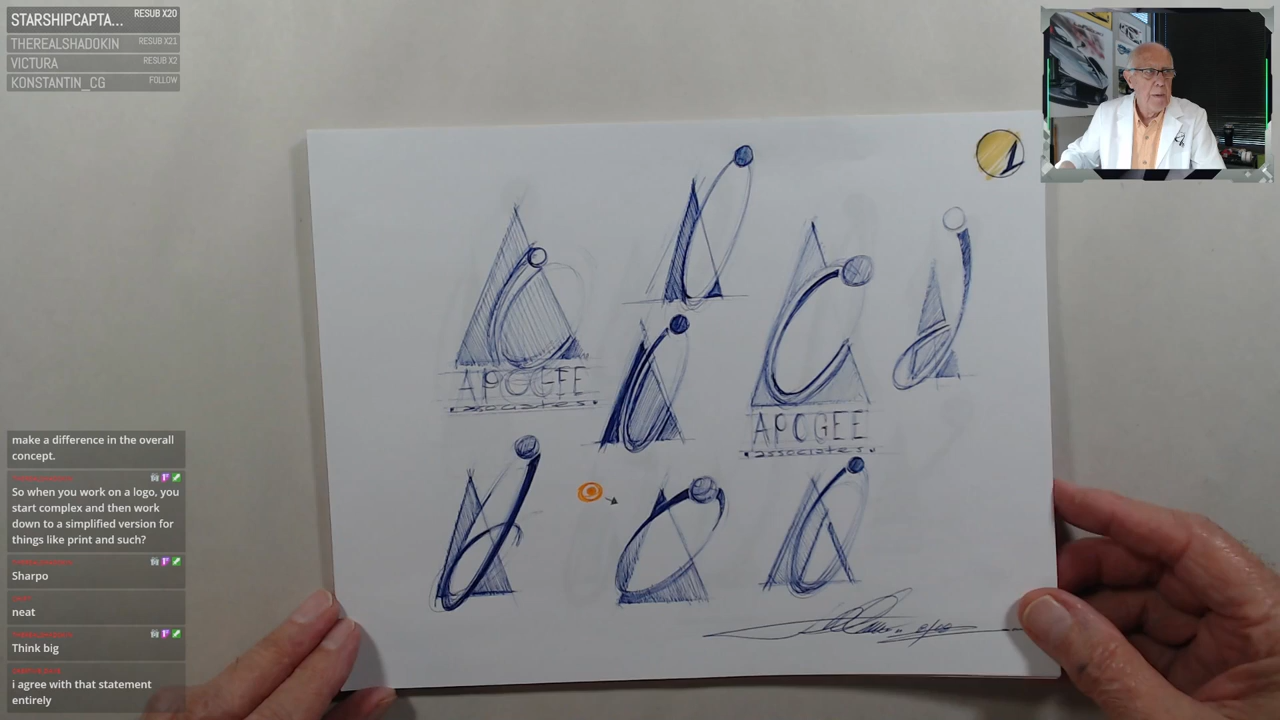 STARSHIPCAPTA... RESUB X20
THEREALSHADOKIN RESUB X21
VICTURA RESUB X2
KONSTANTIN_CG FOLLOW
1
APOGEE
associates
APOGEE
associates
make a difference in the overall
concept.
So when you work on a logo, you
start complex and then work
down to a simplified version for
things like print and such?
Sharpo
neat
Think big
i agree with that statement
entirely